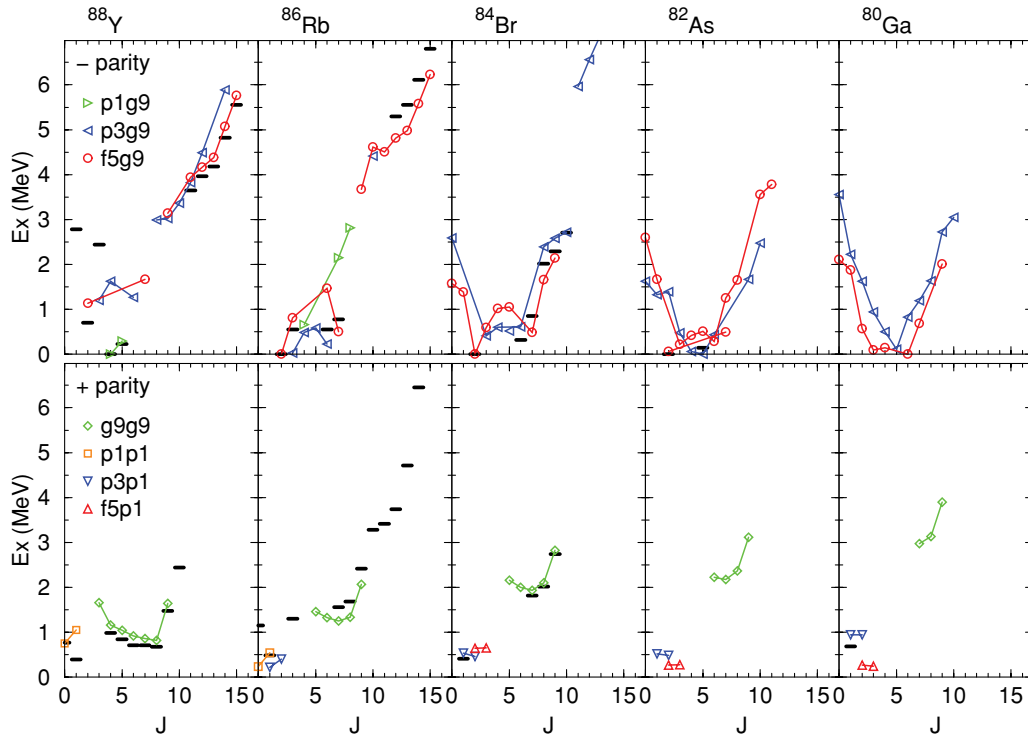 ⁸⁸Y ⁸⁶Rb ⁸⁴Br ⁸²As ⁸⁰Ga
− parity
p1g9
p3g9
f5g9
Ex (MeV)
6
5
4
3
2
1
0
+ parity
g9g9
p1p1
p3p1
f5p1
Ex (MeV)
6
5
4
3
2
1
0
0 5 10 15 0 5 10 15 0 5 10 15 0 5 10 15 0 5 10 15
J J J J J